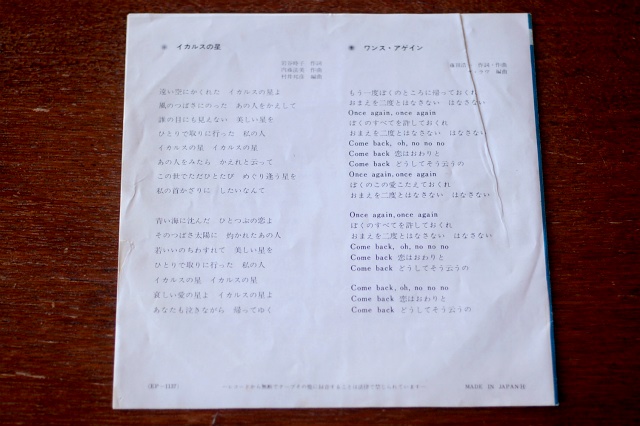 イカルスの星
作詞
作曲
編曲
遠い空にかくれた イカルスの星よ
風のつばさにのった あの人をかえして
誰の目にも見えない 美しい星を
ひとりで取りに行った 私の人
イカルスの星 イカルスの星
あの人をみたら かえれと云って
この世でただひとたび めぐり逢う星を
私の首かざりに したいなんて
青い海に沈んだ ひとつぶの恋よ
そのつばさ太陽に 灼かれたあの人
若いいのちわすれて 美しい星を
ひとりで取りに行った 私の人
イカルスの星 イカルスの星
哀しい愛の星よ イカルスの星よ
あなたも泣きながら 帰ってゆく
ワンス・アゲイン
作詞・作曲
編曲
もう一度ぼくのところに帰っておくれ
おまえを二度とはなさない はなさない
Once again, once again
ぼくのすべてを許しておくれ
おまえを二度とはなさない はなさない
Come back, oh, no no no
Come back 恋はおわりと
Come back どうしてそう云うの
Once again, once again
ぼくのこの愛こたえておくれ
おまえを二度とはなさない はなさない
Once again, once again
ぼくのすべてを許しておくれ
おまえを二度とはなさない はなさない
Come back, oh, no no no
Come back 恋はおわりと
Come back どうしてそう云うの
Come back, oh, no no no
Come back 恋はおわりと
Come back どうしてそう云うの
MADE IN JAPAN